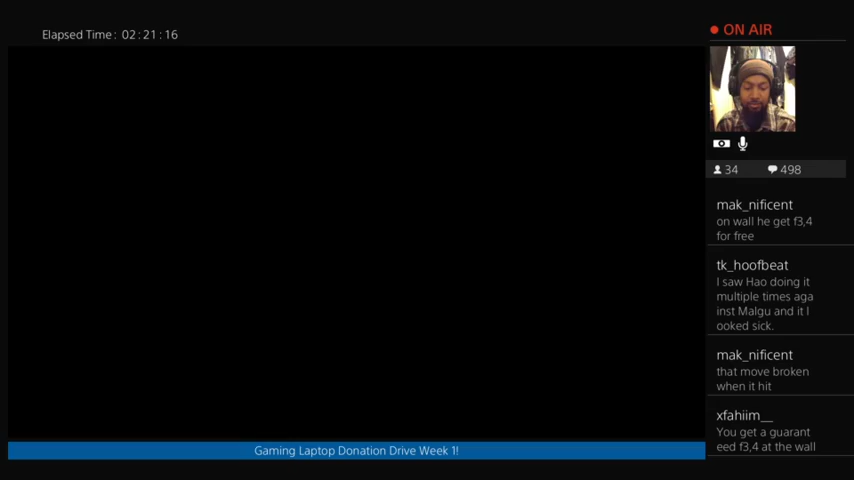 Elapsed Time: 02:21:16
ON AIR
34 498
mak_nificent
on wall he get f3,4
for free
tk_hoofbeat
I saw Hao doing it
multiple times aga
inst Malgu and it l
ooked sick.
mak_nificent
that move broken
when it hit
xfahiim__
You get a guarant
eed f3,4 at the wall
Gaming Laptop Donation Drive Week 1!